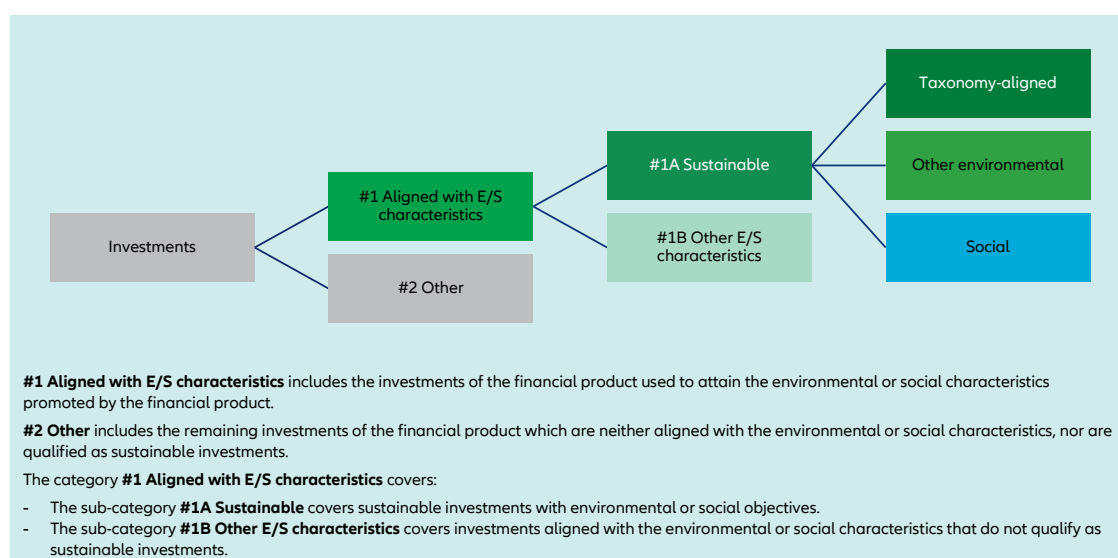 Taxonomy-aligned
#1A Sustainable
Other environmental
#1 Aligned with E/S
characteristics
Investments
#1B Other E/S
characteristics
Social
#2 Other
#1 Aligned with E/S characteristics includes the investments of the financial product used to attain the environmental or social characteristics
promoted by the financial product.
#2 Other includes the remaining investments of the financial product which are neither aligned with the environmental or social characteristics, nor are
qualified as sustainable investments.
The category #1 Aligned with E/S characteristics covers:
- The sub-category #1A Sustainable covers sustainable investments with environmental or social objectives.
- The sub-category #1B Other E/S characteristics covers investments aligned with the environmental or social characteristics that do not qualify as
sustainable investments.